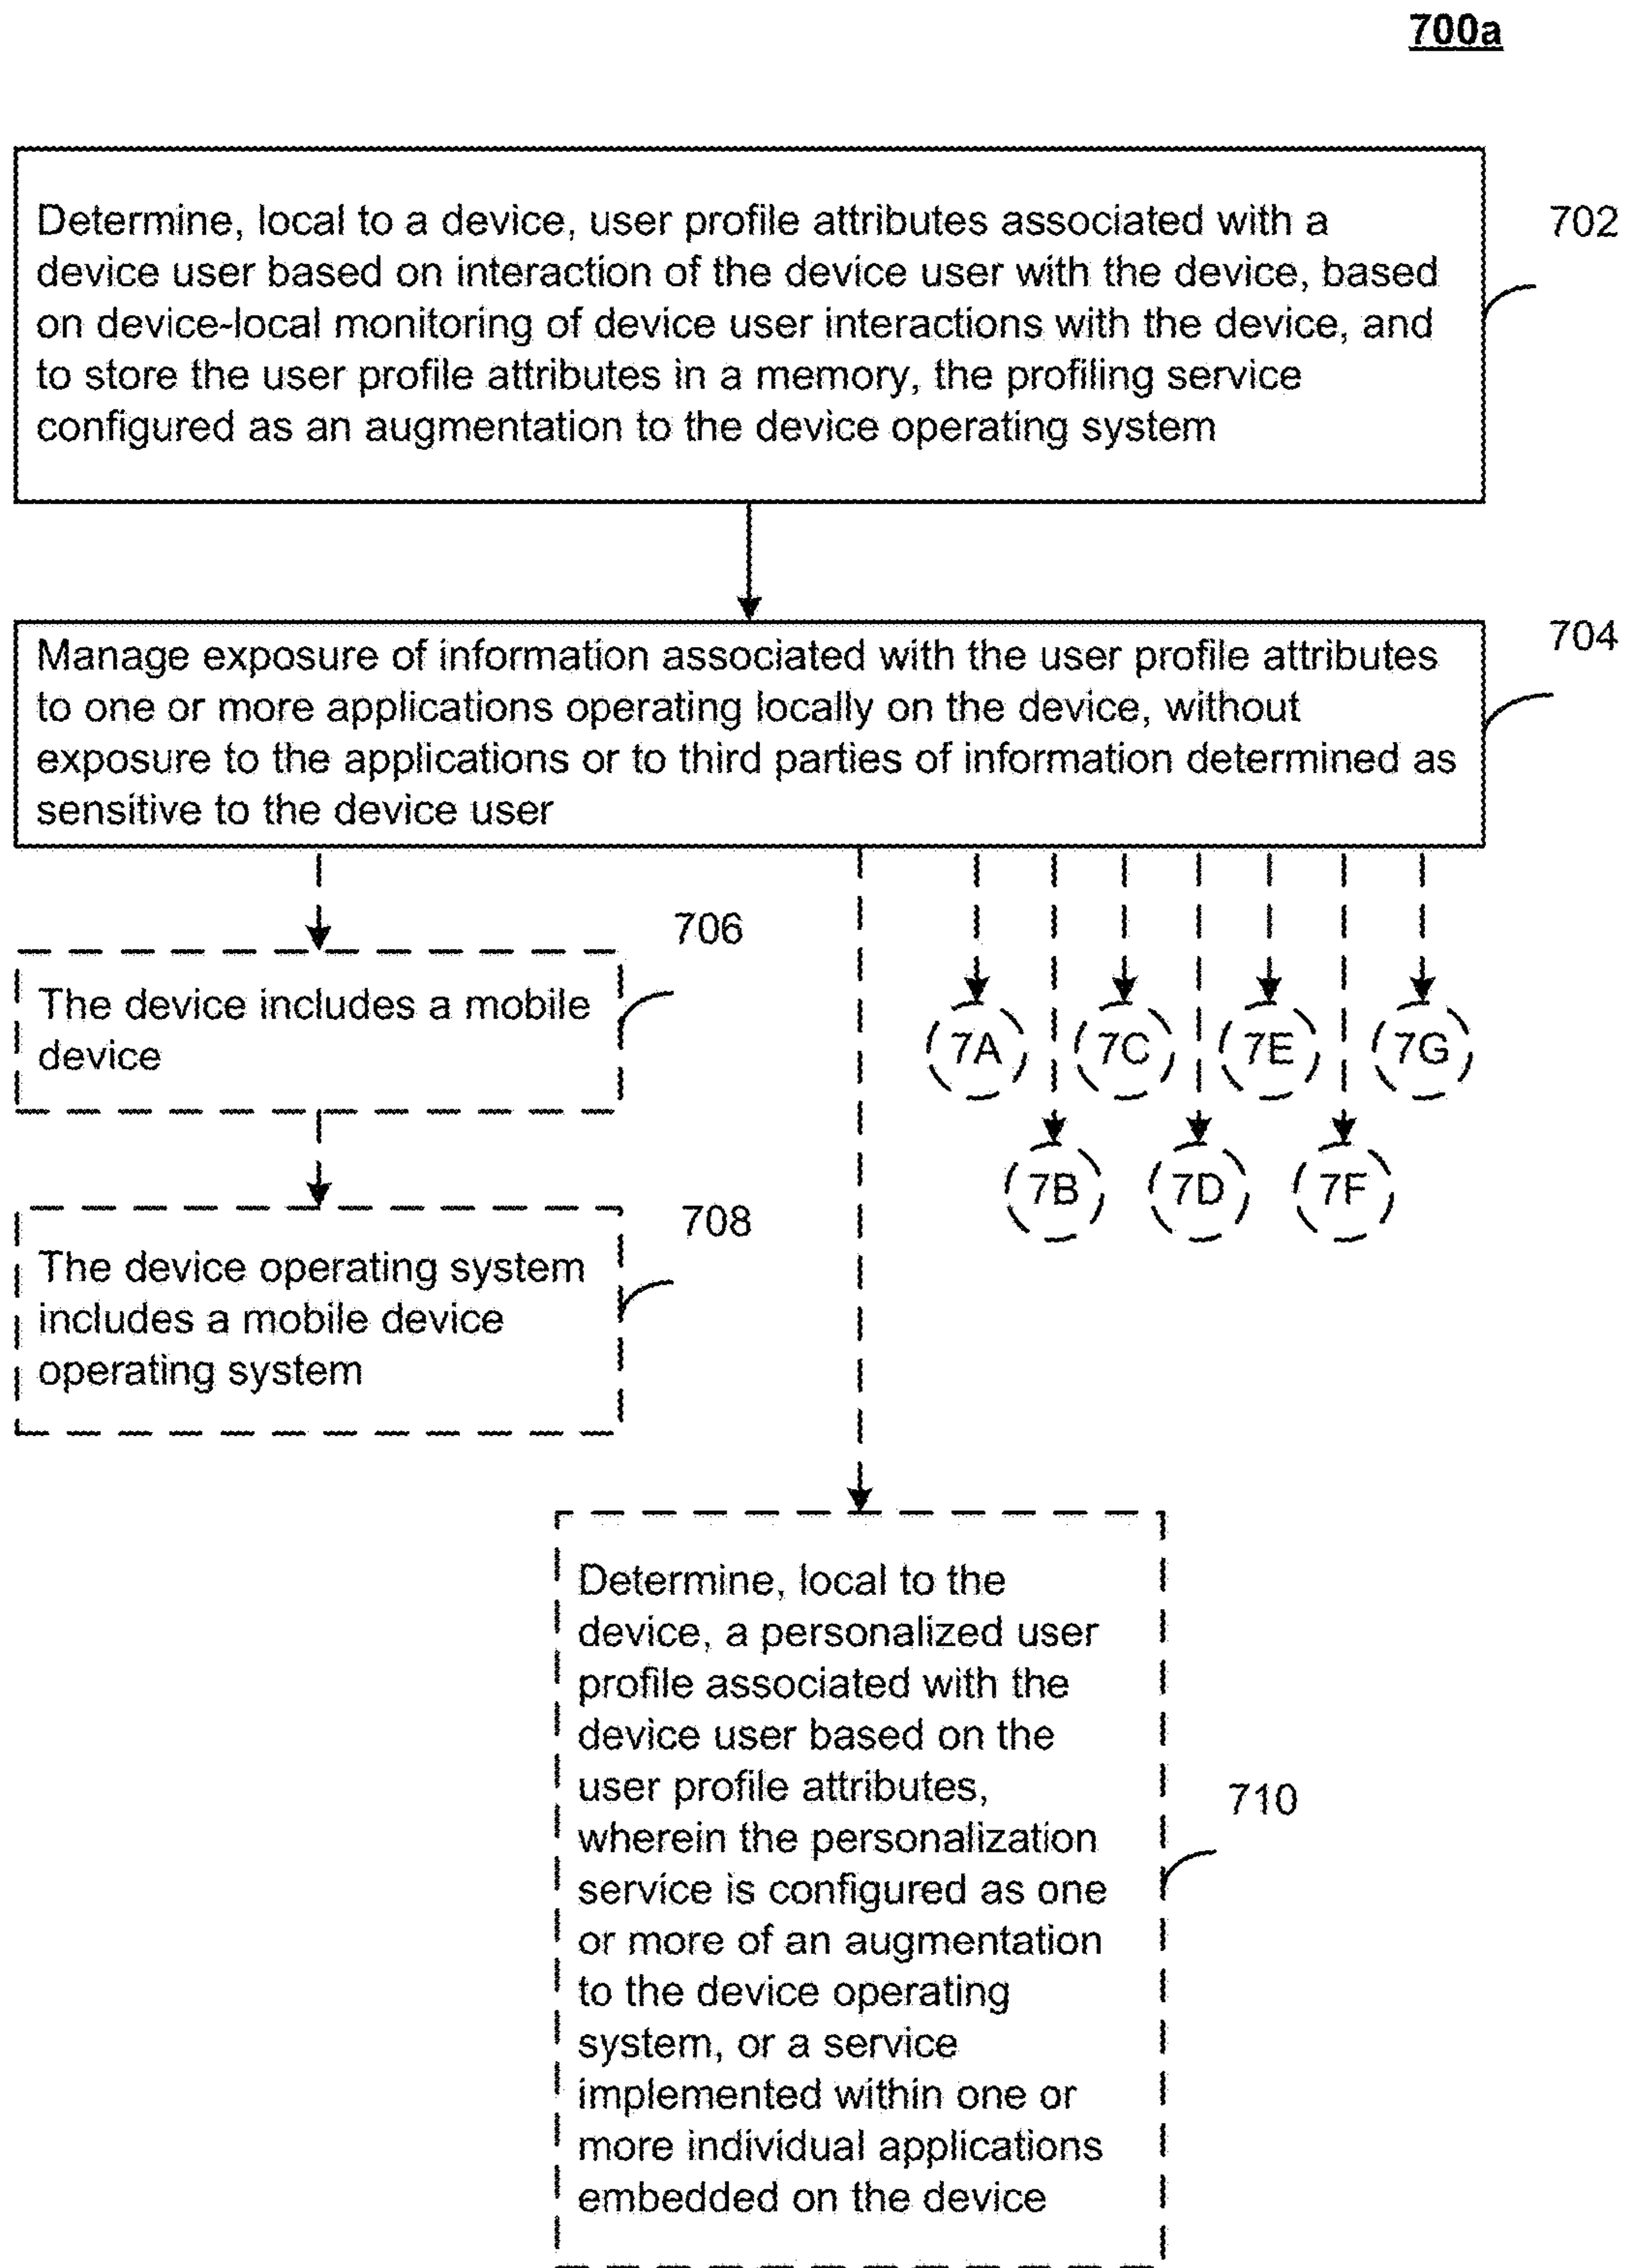 700a
Determine, local to a device, user profile attributes associated with a
device user based on interaction of the device user with the device, based
on device-local monitoring of device user interactions with the device, and
to store the user profile attributes in a memory, the profiling service
configured as an augmentation to the device operating system
702
Manage exposure of information associated with the user profile attributes
to one or more applications operating locally on the device, without
exposure to the applications or to third parties of information determined as
sensitive to the device user
704
706
The device includes a mobile
device
7A
7C
7E
7G
7B
7D
7F
708
The device operating system
includes a mobile device
operating system
Determine, local to the
device, a personalized user
profile associated with the
device user based on the
user profile attributes,
wherein the personalization
service is configured as one
or more of an augmentation
to the device operating
system, or a service
implemented within one or
more individual applications
embedded on the device
710